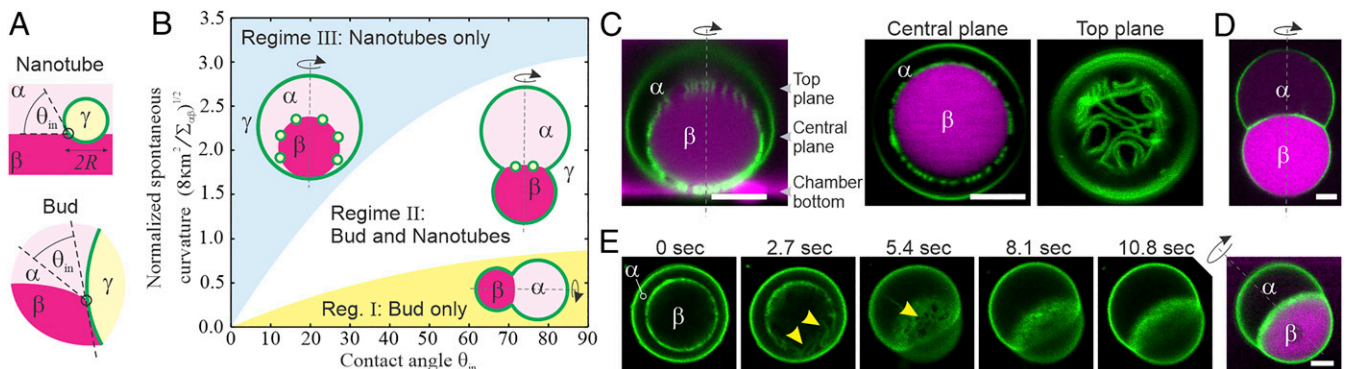 A
Nanotube
α
θin
γ
β
2R
Bud
θin
α
γ
β
B
Normalized spontaneous
curvature (8κm²/Σαβ)^1/2
3.5
3.0
2.5
2.0
1.5
1.0
0.5
0.0
0 10 20 30 40 50 60 70 80 90
Contact angle θin
Regime III: Nanotubes only
α
γ
β
α
β
γ
Regime II:
Bud and Nanotubes
Reg. I: Bud only
β
α
C
α
β
Top
plane
Central
plane
Chamber
bottom
Central plane
α
β
Top plane
D
α
β
E
0 sec
2.7 sec
5.4 sec
8.1 sec
10.8 sec
α
β
α
β